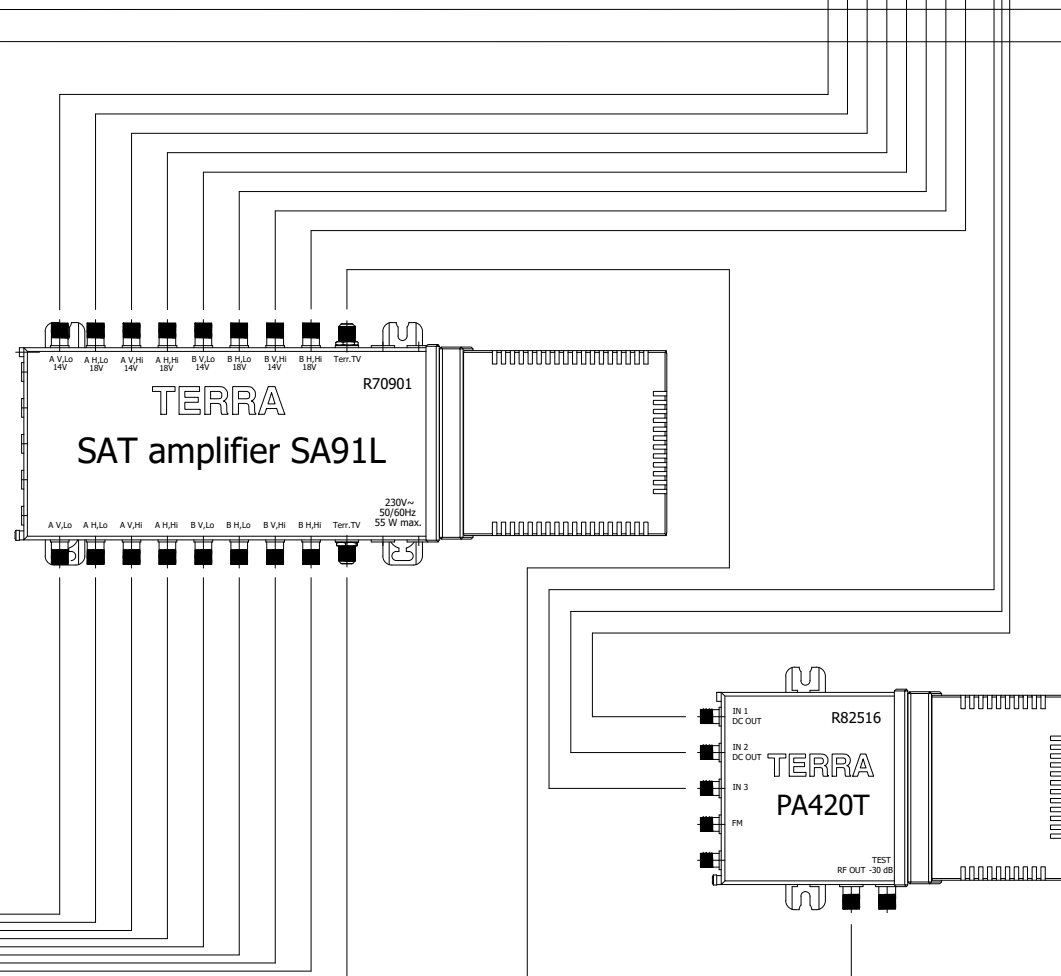 A V,Lo
14V
A H,Lo
18V
A V,Hi
14V
A H,Hi
18V
B V,Lo
14V
B H,Lo
18V
B V,Hi
14V
B H,Hi
18V
Terr.TV
R70901
TERRA
SAT amplifier SA91L
230V~
50/60Hz
55 W max.
A V,Lo A H,Lo A V,Hi A H,Hi B V,Lo B H,Lo B V,Hi B H,Hi Terr.TV
IN 1
DC OUT
R82516
IN 2
DC OUT
TERRA
IN 3
PA420T
FM
TEST
RF OUT -30 dB